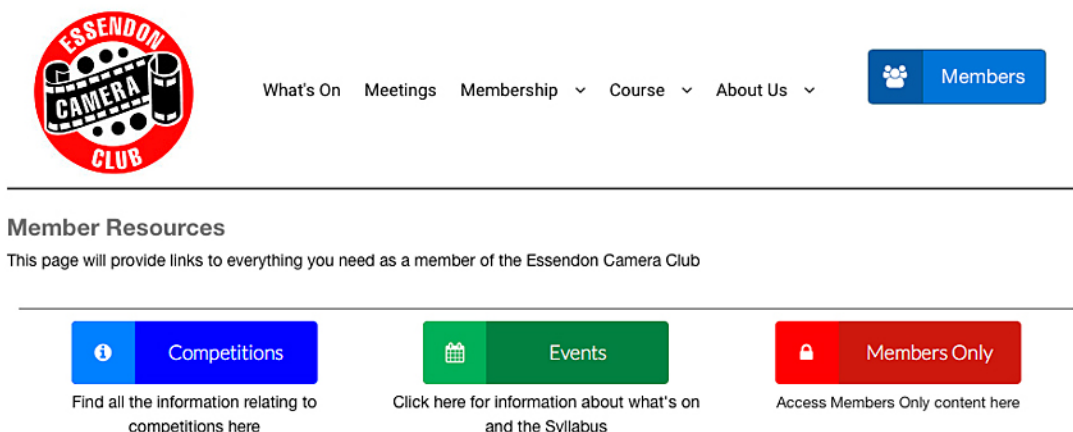 ESSENDON
CAMERA
CLUB
What's On Meetings Membership Course About Us Members
Member Resources
This page will provide links to everything you need as a member of the Essendon Camera Club
Competitions Events Members Only
Find all the information relating to Click here for information about what's on Access Members Only content here
competitions here and the Syllabus